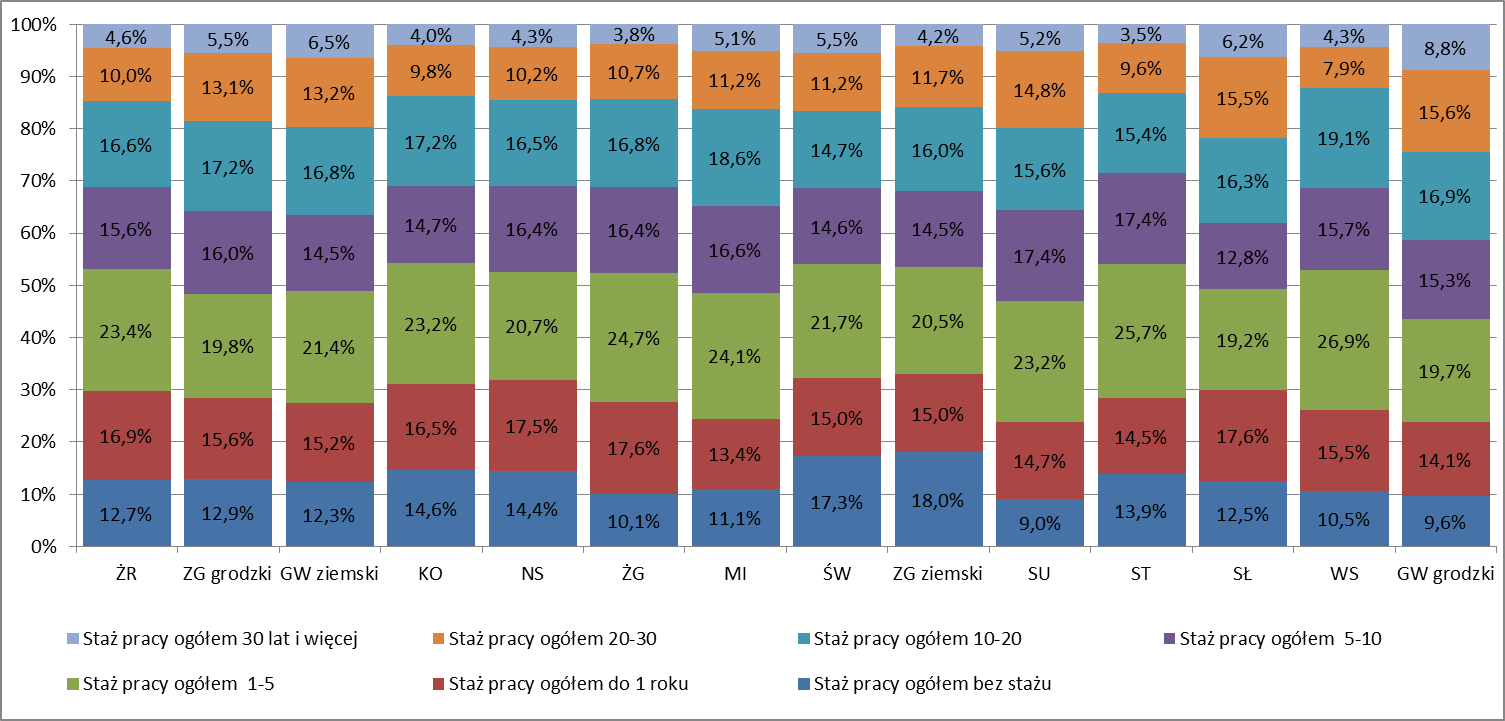 100%
4,6% 5,5% 6,5% 4,0% 4,3% 3,8% 5,1% 5,5% 4,2% 5,2% 3,5% 6,2% 4,3% 8,8%
90%
10,0% 13,1% 13,2% 9,8% 10,2% 10,7% 11,2% 11,2% 11,7% 14,8% 9,6% 15,5% 7,9% 15,6%
80%
16,6% 17,2% 16,8% 17,2% 16,5% 16,8% 18,6% 14,7% 16,0% 15,6% 15,4% 16,3% 19,1% 16,9%
70%
15,6% 16,0% 14,5% 14,7% 16,4% 16,4% 16,6% 14,6% 14,5% 17,4% 17,4% 12,8% 15,7% 15,3%
60%
50%
23,4% 19,8% 21,4% 23,2% 20,7% 24,7% 24,1% 21,7% 20,5% 23,2% 25,7% 19,2% 26,9% 19,7%
40%
30%
16,9% 15,6% 15,2% 16,5% 17,5% 17,6% 13,4% 15,0% 15,0% 14,7% 14,5% 17,6% 15,5% 14,1%
20%
10%
12,7% 12,9% 12,3% 14,6% 14,4% 10,1% 11,1% 17,3% 18,0% 9,0% 13,9% 12,5% 10,5% 9,6%
0%
ŻR ZG grodzki GW ziemski KO NS ŻG MI ŚW ZG ziemski SU ST SŁ WS GW grodzki
Staż pracy ogółem 30 lat i więcej Staż pracy ogółem 20-30 Staż pracy ogółem 10-20 Staż pracy ogółem 5-10
Staż pracy ogółem 1-5 Staż pracy ogółem do 1 roku Staż pracy ogółem bez stażu